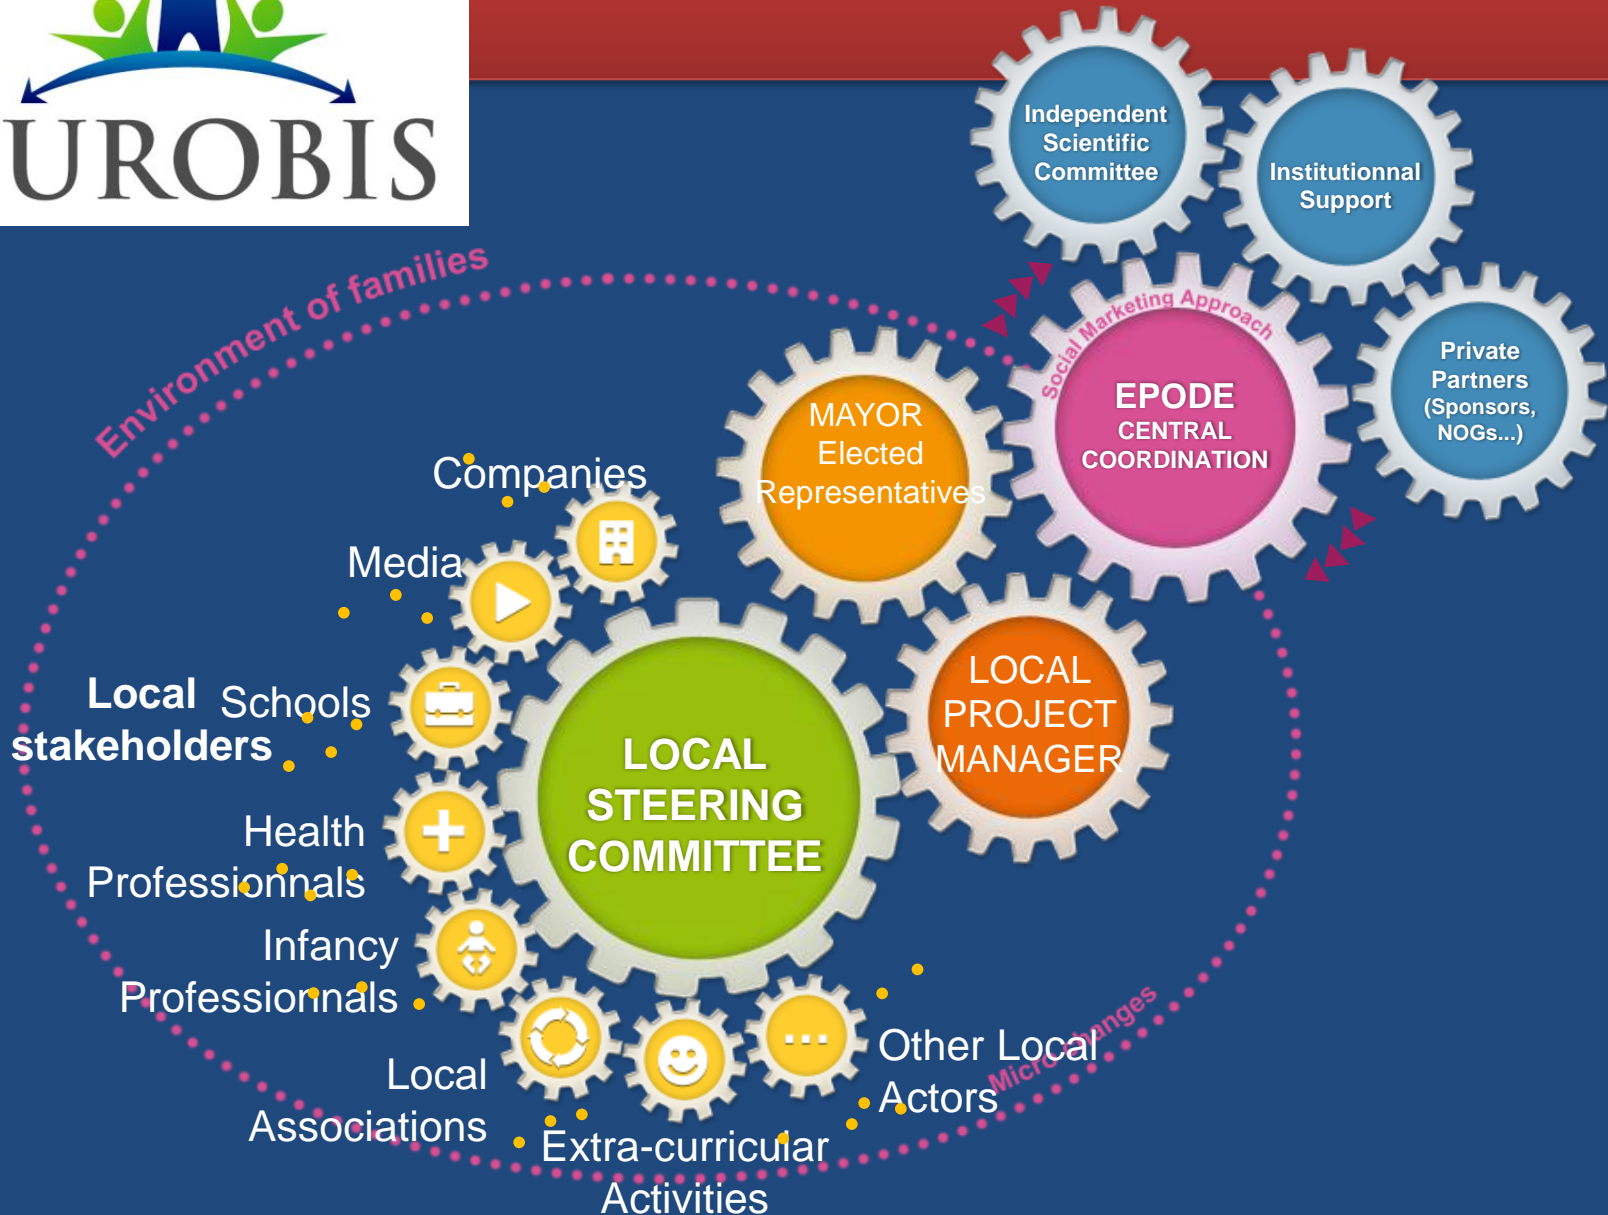 UROBIS
Independent
Scientific
Committee
Institutionnal
Support
Private
Partners
(Sponsors,
NOGs...)
Social Marketing Approach
EPODE
CENTRAL
COORDINATION
Environment of families
MAYOR
Elected
Representatives
Companies
Media
Local
stakeholders
Schools
LOCAL
PROJECT
MANAGER
LOCAL
STEERING
COMMITTEE
Health
Professionnals
Infancy
Professionnals
Local
Associations
Extra-curricular
Activities
Other Local
Actors
Micro changes